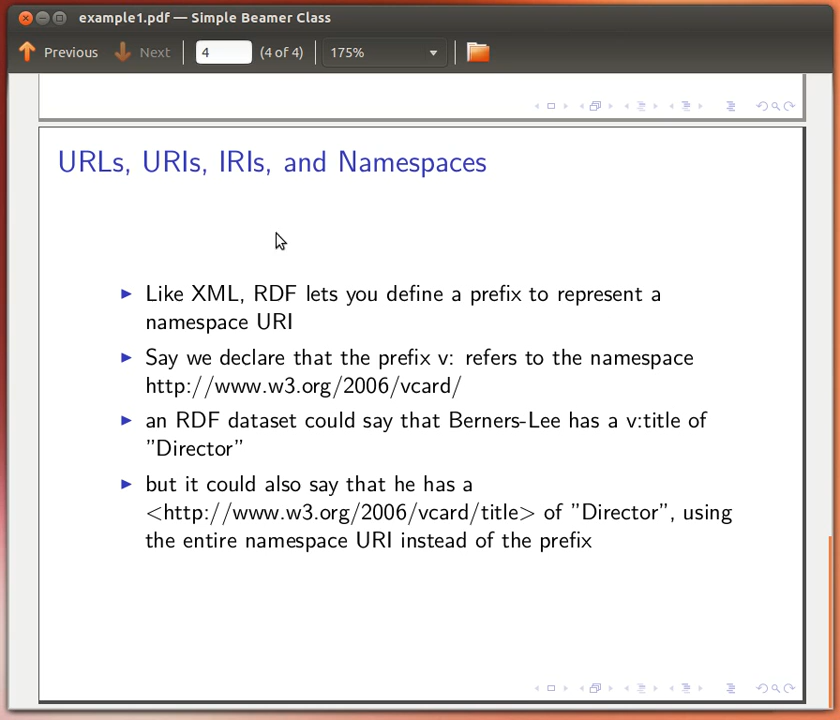 example1.pdf — Simple Beamer Class
Previous Next 4 (4 of 4) 175%
URLs, URIs, IRIs, and Namespaces
Like XML, RDF lets you define a prefix to represent a
namespace URI
Say we declare that the prefix v: refers to the namespace
http://www.w3.org/2006/vcard/
an RDF dataset could say that Berners-Lee has a v:title of
”Director”
but it could also say that he has a
<http://www.w3.org/2006/vcard/title> of ”Director”, using
the entire namespace URI instead of the prefix